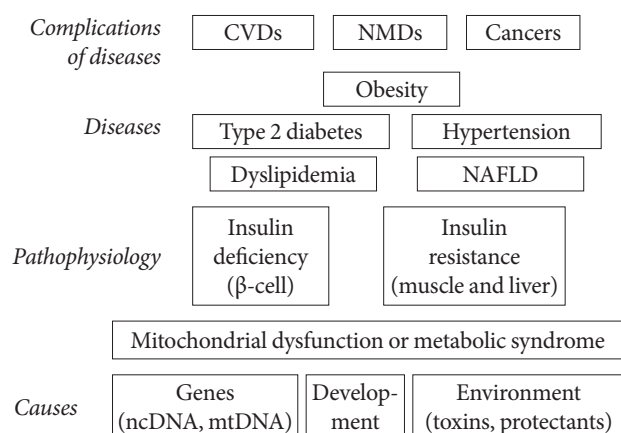 Complications of diseases
CVDs
NMDs
Cancers
Obesity
Diseases
Type 2 diabetes
Hypertension
Dyslipidemia
NAFLD
Pathophysiology
Insulin
deficiency
(β-cell)
Insulin
resistance
(muscle and liver)
Mitochondrial dysfunction or metabolic syndrome
Causes
Genes
(ncDNA, mtDNA)
Develop-
ment
Environment
(toxins, protectants)